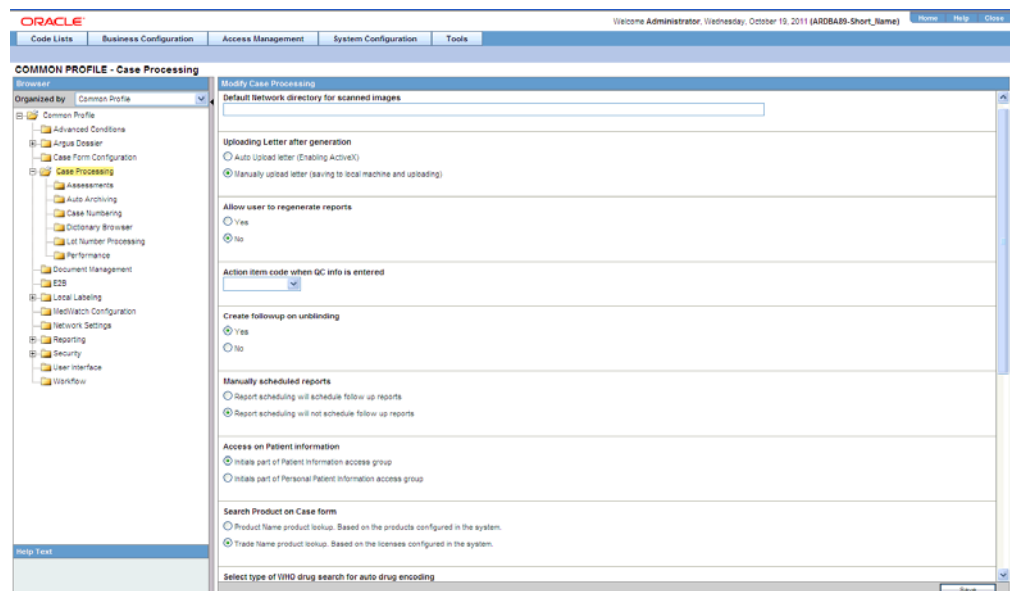 ORACLE
Welcome Administrator, Wednesday, October 19, 2011 (ARDBA89-Short_Name)
Home Help Close
Code Lists Business Configuration Access Management System Configuration Tools
COMMON PROFILE - Case Processing
Browser
Organized by Common Profile
Common Profile
Advanced Conditions
Argus Dossier
Case Form Configuration
Case Processing
Assessments
Auto Archiving
Case Numbering
Dictionary Browser
Lot Number Processing
Performance
Document Management
E2B
Local Labeling
MedWatch Configuration
Network Settings
Reporting
Security
User Interface
Workflow
Help Text
Modify Case Processing
Default Network directory for scanned images
Uploading Letter after generation
Auto Upload letter (Enabling ActiveX)
Manually upload letter (saving to local machine and uploading)
Allow user to regenerate reports
Yes
No
Action item code when QC info is entered
Create followup on unblinding
Yes
No
Manually scheduled reports
Report scheduling will schedule follow up reports
Report scheduling will not schedule follow up reports
Access on Patient information
Initials part of Patient Information access group
Initials part of Personal Patient Information access group
Search Product on Case form
Product Name product lookup. Based on the products configured in the system.
Trade Name product lookup. Based on the licenses configured in the system.
Select type of WHO drug search for auto drug encoding
Save